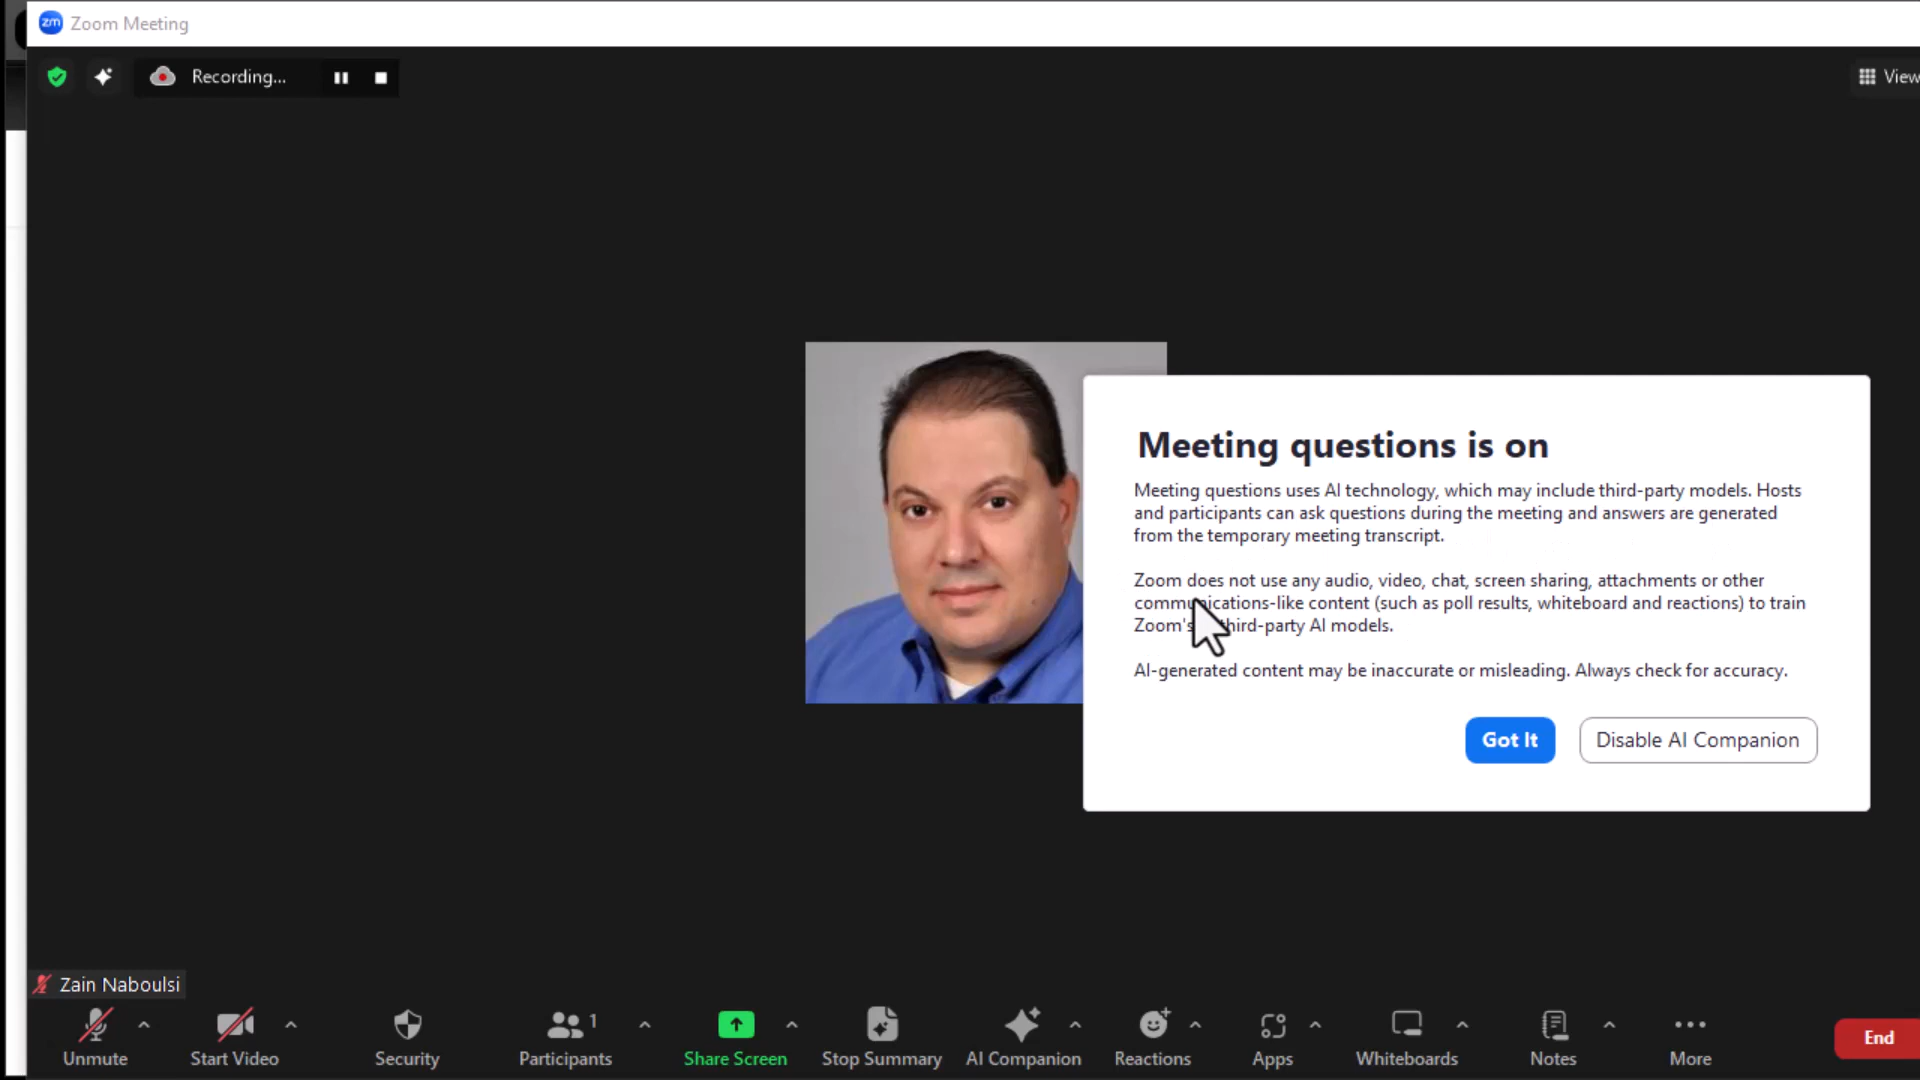 zm Zoom Meeting
Recording...
View
Meeting questions is on
Meeting questions uses AI technology, which may include third-party models. Hosts
and participants can ask questions during the meeting and answers are generated
from the temporary meeting transcript.
Zoom does not use any audio, video, chat, screen sharing, attachments or other
communications-like content (such as poll results, whiteboard and reactions) to train
Zoom's third-party AI models.
AI-generated content may be inaccurate or misleading. Always check for accuracy.
Got It
Disable AI Companion
Zain Naboulsi
1
Unmute
Start Video
Security
Participants
Share Screen
Stop Summary
AI Companion
Reactions
Apps
Whiteboards
Notes
More
End